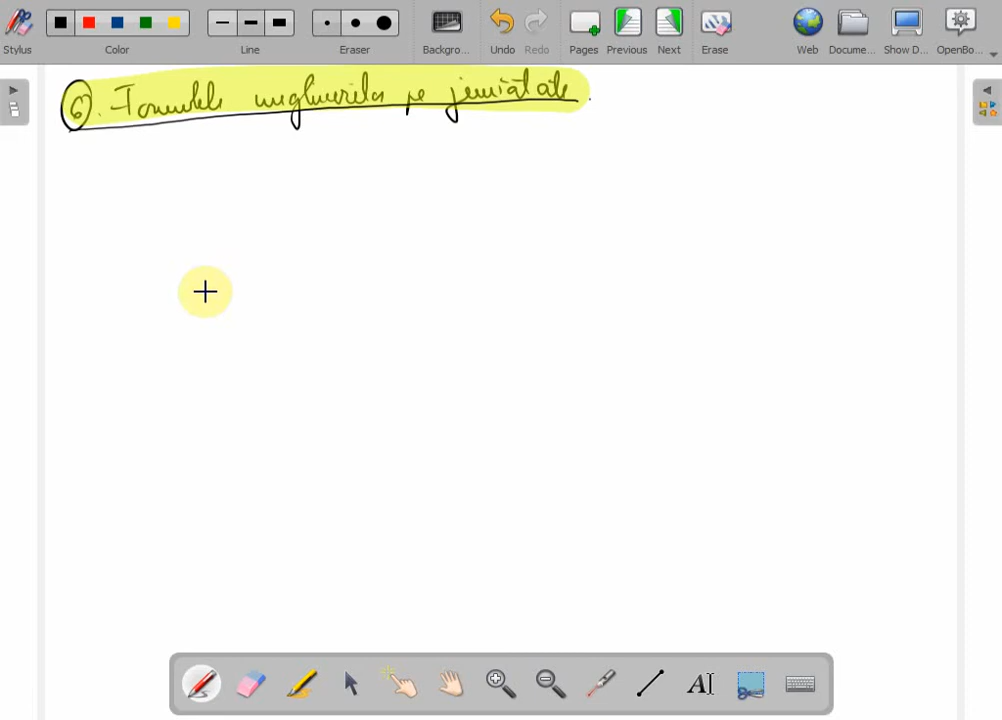 Stylus Color Line Eraser Backgro... Undo Redo Pages Previous Next Erase Web Docume... Show D... OpenBo...
6. Formulele unghiurilor pe jumătate.